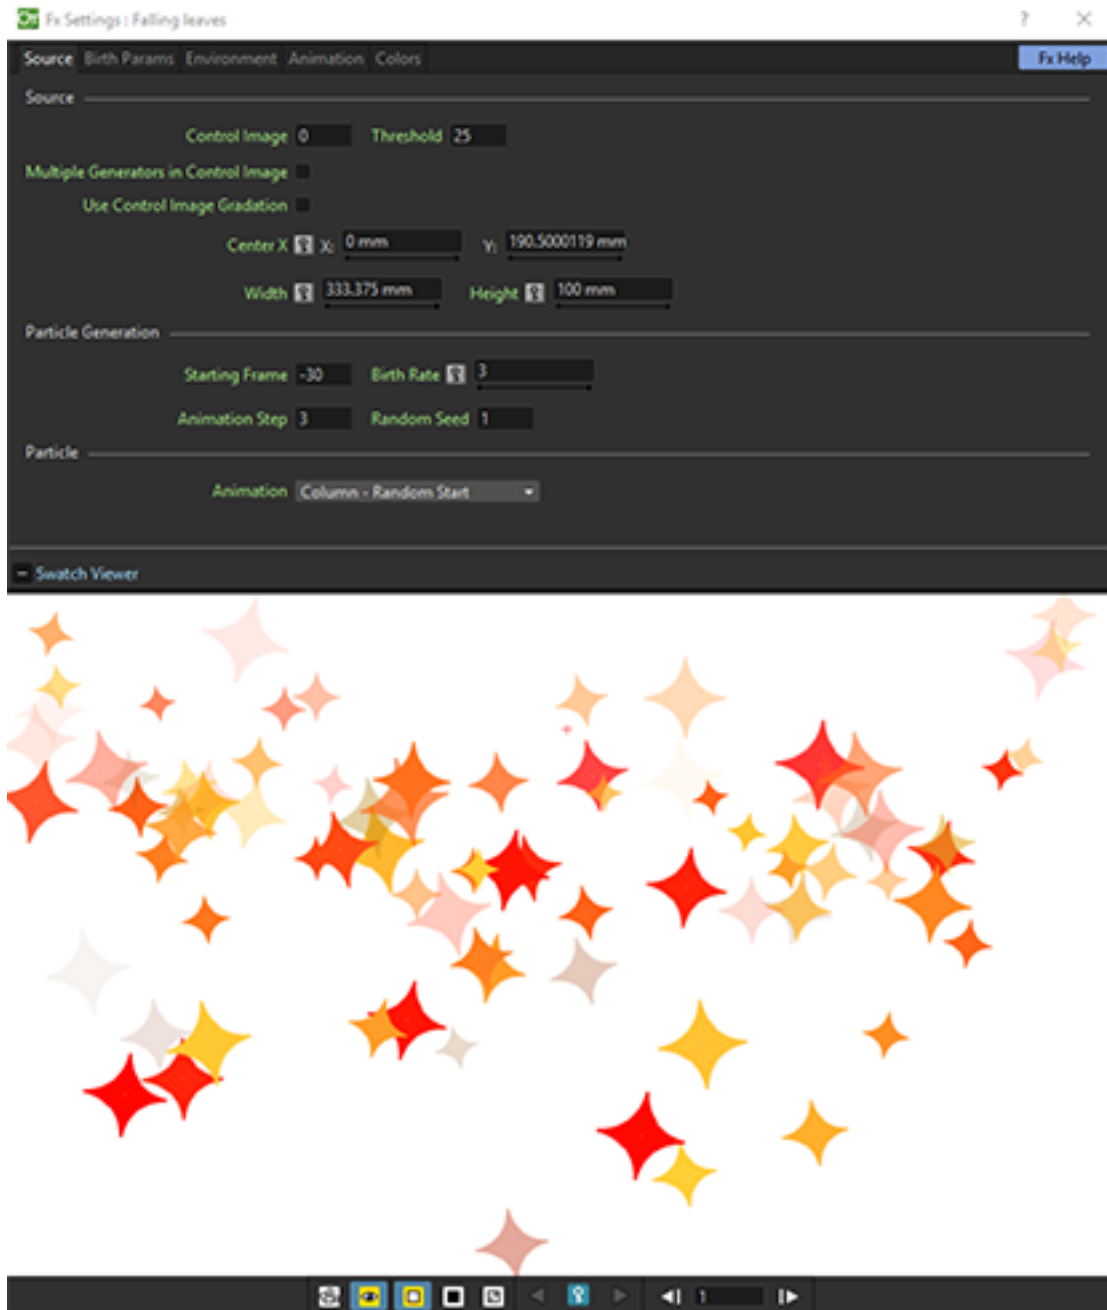 Fx Settings : Falling leaves ?
Source Birth Params Environment Animation Colors Fx Help
Source
Control Image 0 Threshold 25
Multiple Generators in Control Image
Use Control Image Gradation
Center X X: 0 mm Y: 190.5000119 mm
Width 333.375 mm Height 100 mm
Particle Generation
Starting Frame -30 Birth Rate 3
Animation Step 3 Random Seed 1
Particle
Animation Column - Random Start
Swatch Viewer
1